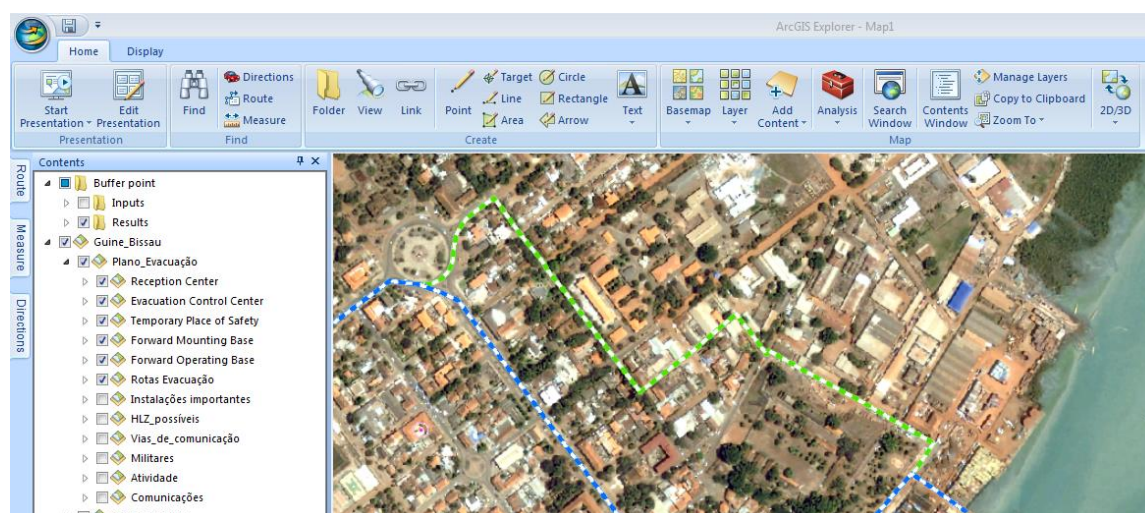 ArcGIS Explorer - Map1
Home Display
Start Presentation
Edit Presentation
Presentation
Find
Directions
Route
Measure
Find
Folder
View
Link
Point
Target
Line
Area
Circle
Rectangle
Arrow
Text
Create
Basemap
Layer
Add Content
Analysis
Search Window
Contents Window
Manage Layers
Copy to Clipboard
Zoom To
2D/3D
Map
Route
Measure
Directions
Contents
Buffer point
Inputs
Results
Guine_Bissau
Plano_Evacuação
Reception Center
Evacuation Control Center
Temporary Place of Safety
Forward Mounting Base
Forward Operating Base
Rotas Evacuação
Instalações importantes
HLZ_possíveis
Vias_de_comunicação
Militares
Atividade
Comunicações